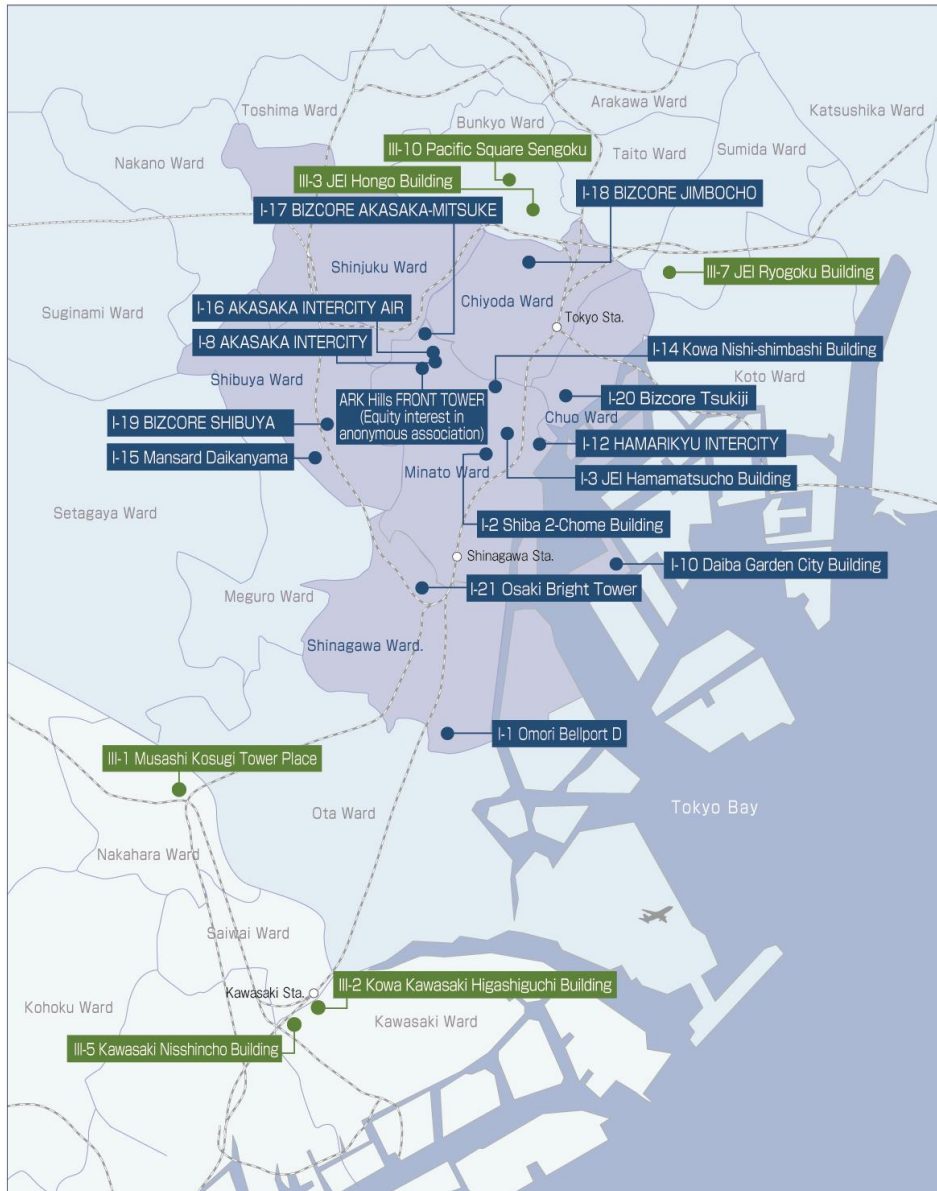 Toshima Ward
Arakawa Ward
Katsushika Ward
Bunkyo Ward
Nakano Ward
Taito Ward
Sumida Ward
III-10 Pacific Square Sengoku
III-3 JEI Hongo Building
I-18 BIZCORE JIMBOCHO
I-17 BIZCORE AKASAKA-MITSUKE
Shinjuku Ward
III-7 JEI Ryogoku Building
Chiyoda Ward
I-16 AKASAKA INTERCITY AIR
Suginami Ward
Tokyo Sta.
I-8 AKASAKA INTERCITY
I-14 Kowa Nishi-shimbashi Building
Shibuya Ward
Koto Ward
ARK Hills FRONT TOWER
(Equity interest in
anonymous association)
I-20 Bizcore Tsukiji
Chuo Ward
I-19 BIZCORE SHIBUYA
I-12 HAMARIKYU INTERCITY
I-15 Mansard Daikanyama
Minato Ward
I-3 JEI Hamamatsucho Building
Setagaya Ward
I-2 Shiba 2-Chome Building
Shinagawa Sta.
I-10 Daiba Garden City Building
I-21 Osaki Bright Tower
Meguro Ward
Shinagawa Ward.
I-1 Omori Bellport D
III-1 Musashi Kosugi Tower Place
Ota Ward
Tokyo Bay
Nakahara Ward
Saiwai Ward
III-2 Kowa Kawasaki Higashiguchi Building
Kawasaki Sta.
Kohoku Ward
Kawasaki Ward
III-5 Kawasaki Nisshincho Building